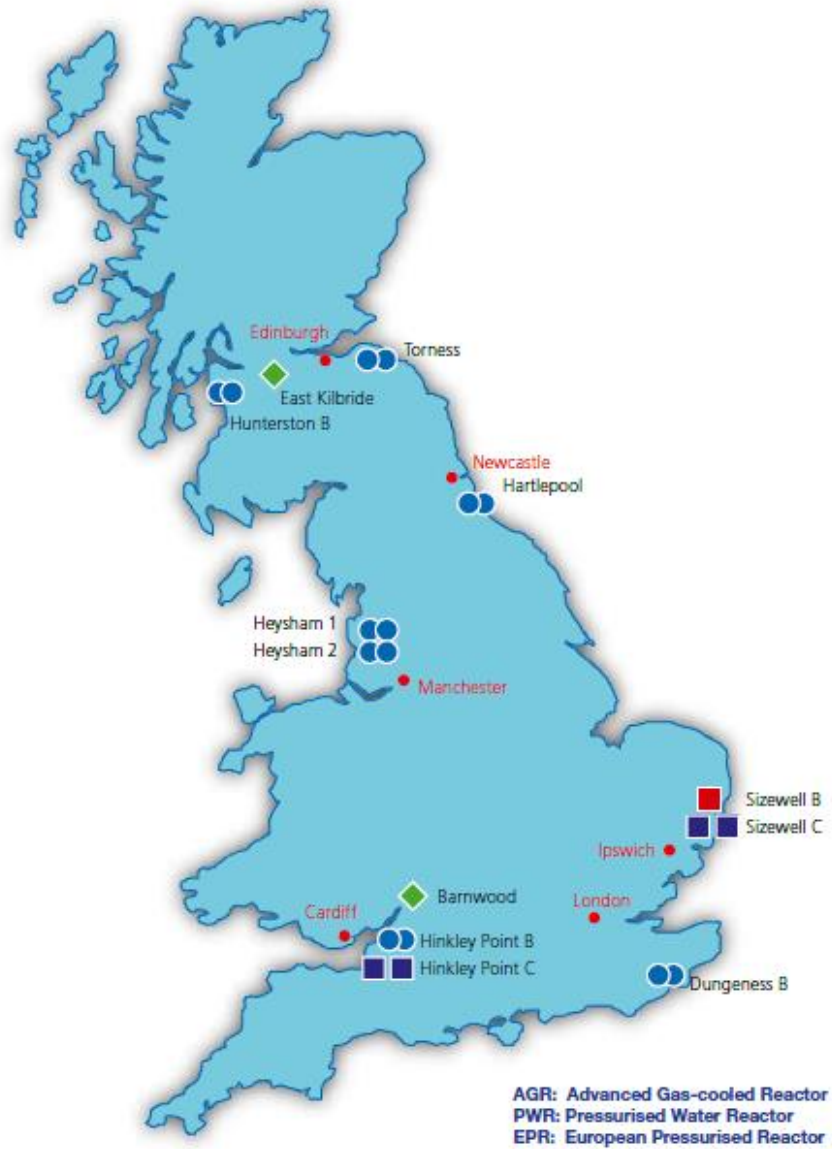 Edinburgh
Torness
East Kilbride
Hunterston B
Newcastle
Hartlepool
Heysham 1
Heysham 2
Manchester
Sizewell B
Sizewell C
Ipswich
Barnwood
London
Cardiff
Hinkley Point B
Hinkley Point C
Dungeness B
AGR: Advanced Gas-cooled Reactor
PWR: Pressurised Water Reactor
EPR: European Pressurised Reactor